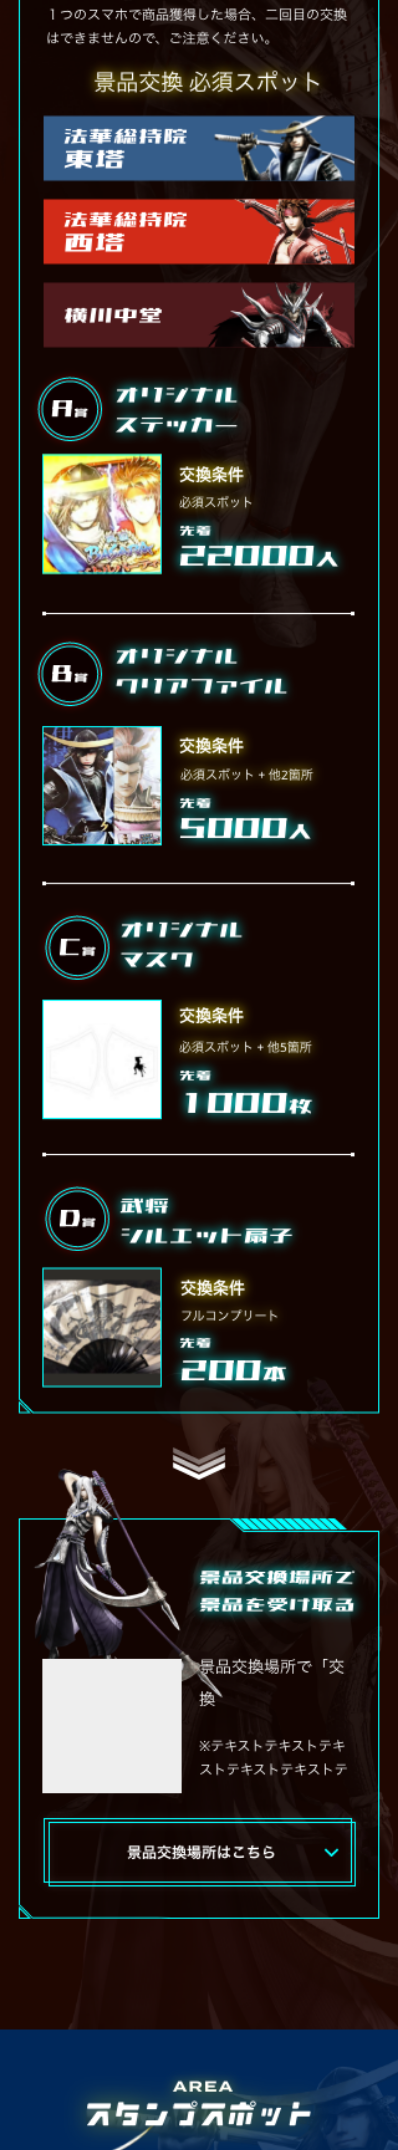 １つのスマホで商品獲得した場合、二回目の交換
はできませんので、ご注意ください。
景品交換 必須スポット
法華総持院
東塔
法華総持院
西塔
横川中堂
A賞
オリジナル
ステッカー
交換条件
必須スポット
先着
22000人
B賞
オリジナル
クリアファイル
交換条件
必須スポット + 他2箇所
先着
5000人
C賞
オリジナル
マスク
交換条件
必須スポット + 他5箇所
先着
1000枚
D賞
武将
シルエット扇子
交換条件
フルコンプリート
先着
200本
景品交換場所で
景品を受け取る
景品交換場所で「交
換
※テキストテキストテキ
ストテキストテキストテ
景品交換場所はこちら
AREA
スタンプスポット